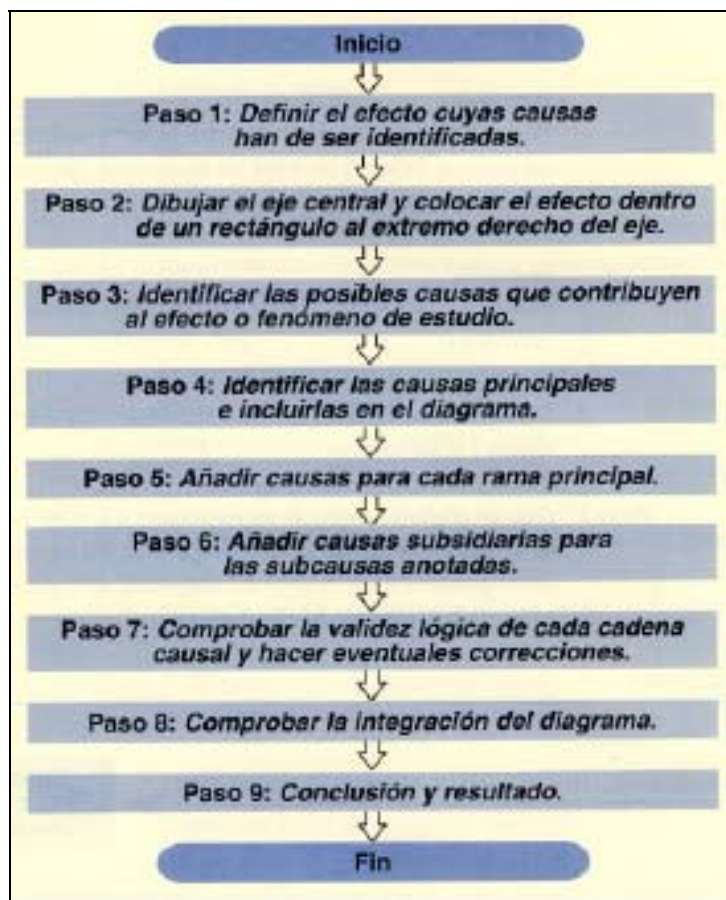 Inicio
Paso 1: Definir el efecto cuyas causas
han de ser identificadas.
Paso 2: Dibujar el eje central y colocar el efecto dentro
de un rectángulo al extremo derecho del eje.
Paso 3: Identificar las posibles causas que contribuyen
al efecto o fenómeno de estudio.
Paso 4: Identificar las causas principales
e incluirlas en el diagrama.
Paso 5: Añadir causas para cada rama principal.
Paso 6: Añadir causas subsidiarias para
las subcausas anotadas.
Paso 7: Comprobar la validez lógica de cada cadena
causal y hacer eventuales correcciones.
Paso 8: Comprobar la integración del diagrama.
Paso 9: Conclusión y resultado.
Fin